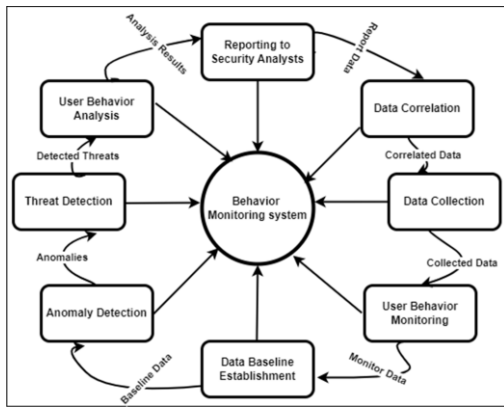 Analysis Results
Reporting to
Security Analysts
Report Data
User Behavior
Analysis
Data Correlation
Detected Threats
Correlated Data
Threat Detection
Behavior
Monitoring system
Data Collection
Anomalies
Collected Data
Anomaly Detection
User Behavior
Monitoring
Baseline Data
Data Baseline
Establishment
Monitor Data